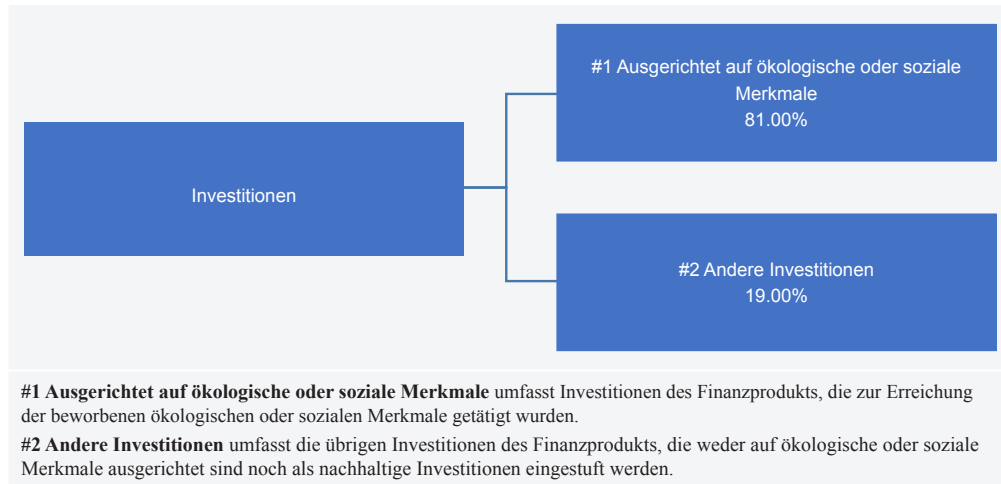 #1 Ausgerichtet auf ökologische oder soziale
Merkmale
81.00%
Investitionen
#2 Andere Investitionen
19.00%
#1 Ausgerichtet auf ökologische oder soziale Merkmale umfasst Investitionen des Finanzprodukts, die zur Erreichung
der beworbenen ökologischen oder sozialen Merkmale getätigt wurden.
#2 Andere Investitionen umfasst die übrigen Investitionen des Finanzprodukts, die weder auf ökologische oder soziale
Merkmale ausgerichtet sind noch als nachhaltige Investitionen eingestuft werden.